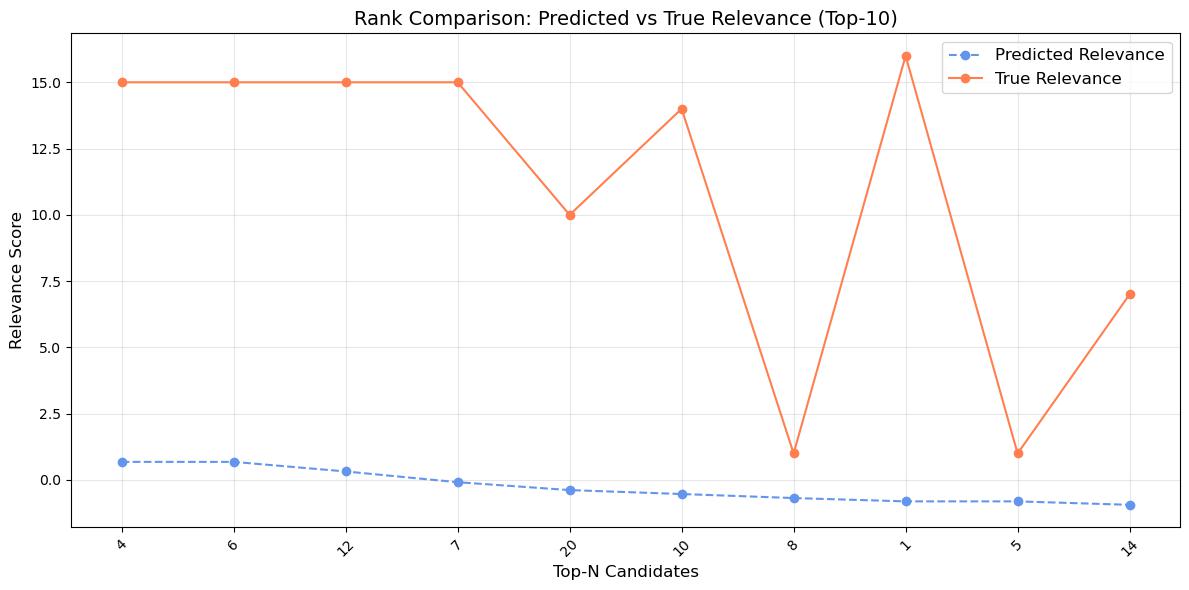 Rank Comparison: Predicted vs True Relevance (Top-10)
Predicted Relevance
True Relevance
Relevance Score
15.0
12.5
10.0
7.5
5.0
2.5
0.0
4 6 12 7 20 10 8 1 5 14
Top-N Candidates